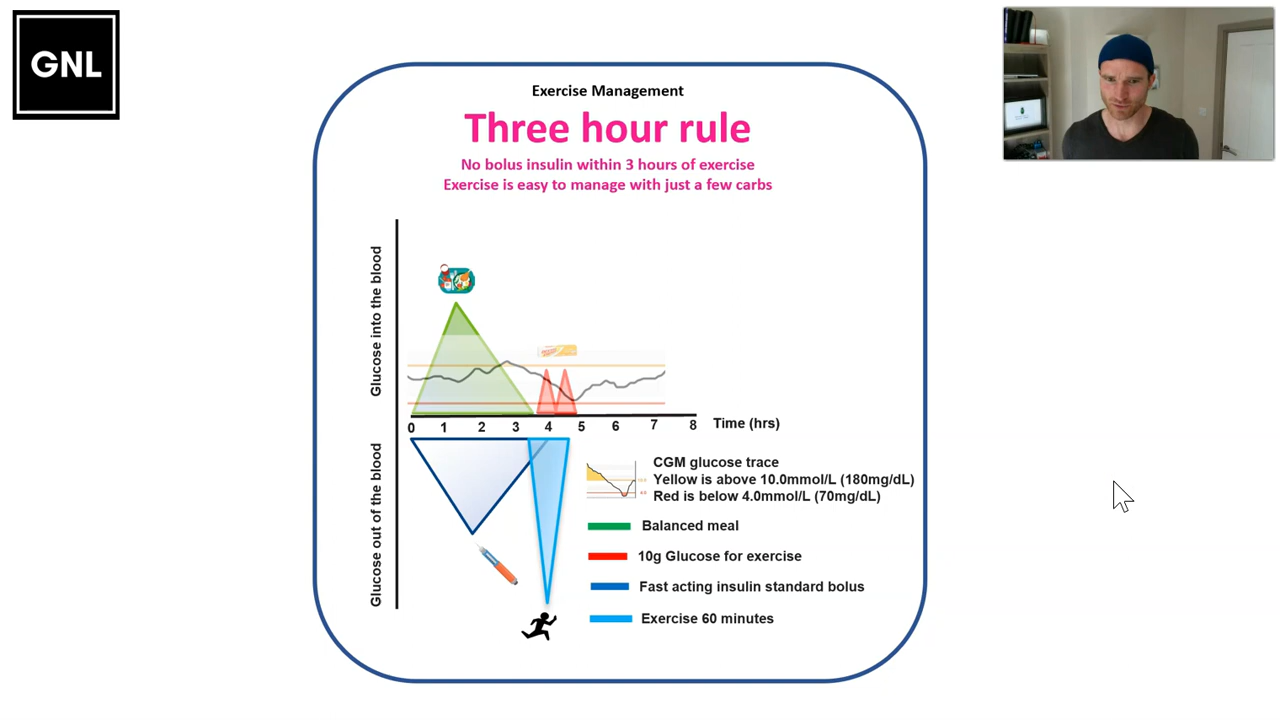 GNL
Exercise Management
Three hour rule
No bolus insulin within 3 hours of exercise
Exercise is easy to manage with just a few carbs
Glucose into the blood
0 1 2 3 4 5 6 7 8 Time (hrs)
Glucose out of the blood
CGM glucose trace
Yellow is above 10.0mmol/L (180mg/dL)
Red is below 4.0mmol/L (70mg/dL)
Balanced meal
10g Glucose for exercise
Fast acting insulin standard bolus
Exercise 60 minutes